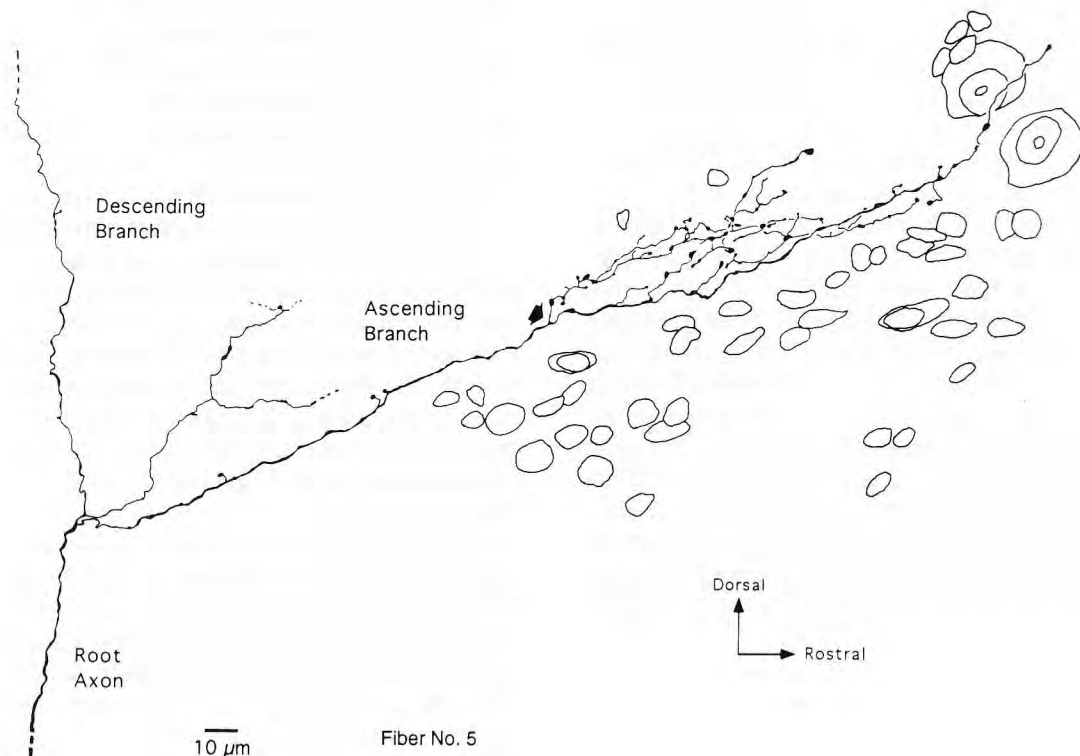 Descending
Branch
Ascending
Branch
Dorsal
Rostral
Root
Axon
10 µm
Fiber No. 5